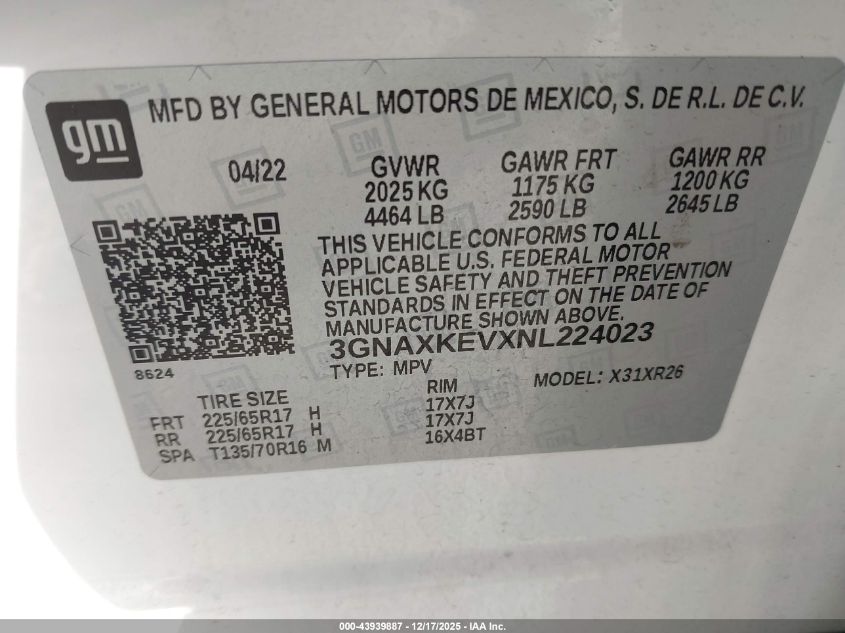 gm
MFD BY GENERAL MOTORS DE MEXICO, S. DE R.L. DE C.V.
04/22
GVWR GAWR FRT GAWR RR
2025 KG 1175 KG 1200 KG
4464 LB 2590 LB 2645 LB
THIS VEHICLE CONFORMS TO ALL
APPLICABLE U.S. FEDERAL MOTOR
VEHICLE SAFETY AND THEFT PREVENTION
STANDARDS IN EFFECT ON THE DATE OF
MANUFACTURE SHOWN ABOVE.
3GNAXKEVXNL224023
8624
TYPE: MPV MODEL: X31XR26
TIRE SIZE RIM
FRT 225/65R17 H 17X7J
RR 225/65R17 H 17X7J
SPA T135/70R16 M 16X4BT
000-43939887 - 12/17/2025 - IAA Inc.